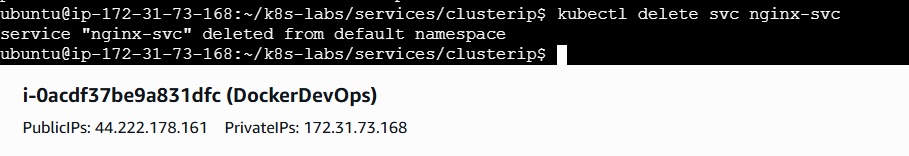 ubuntu@ip-172-31-73-168:~/k8s-labs/services/clusterip$ kubectl delete svc nginx-svc
service "nginx-svc" deleted from default namespace
ubuntu@ip-172-31-73-168:~/k8s-labs/services/clusterip$
i-0acdf37be9a831dfc (DockerDevOps)
PublicIPs: 44.222.178.161 PrivateIPs: 172.31.73.168